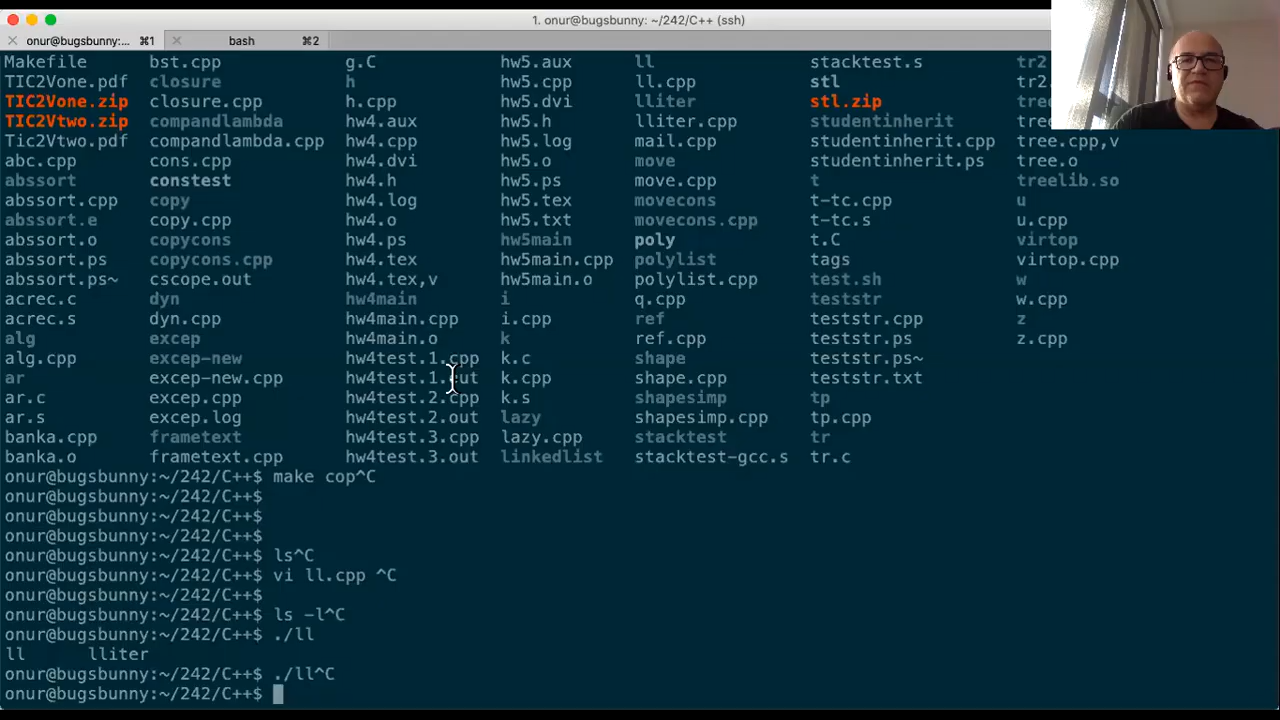 1. onur@bugsbunny: ~/242/C++ (ssh)
onur@bugsbunny:... ⌘1 bash ⌘2
Makefile bst.cpp g.C hw5.aux ll stacktest.s tr2
TIC2Vone.pdf closure h hw5.cpp ll.cpp stl tr2.
TIC2Vone.zip closure.cpp h.cpp hw5.dvi lliter stl.zip
TIC2Vtwo.zip compandlambda hw4.aux hw5.h lliter.cpp studentinherit
Tic2Vtwo.pdf compandlambda.cpp hw4.cpp hw5.log mail.cpp studentinherit.cpp tree.cpp,v
abc.cpp cons.cpp hw4.dvi hw5.o move studentinherit.ps tree.o
abssort constest hw4.h hw5.ps move.cpp t treelib.so
abssort.cpp copy hw4.log hw5.tex movecons t-tc.cpp u
abssort.e copy.cpp hw4.o hw5.txt movecons.cpp t-tc.s u.cpp
abssort.o copycons hw4.ps hw5main poly t.C virtop
abssort.ps copycons.cpp hw4.tex hw5main.cpp polylist tags virtop.cpp
abssort.ps~ cscope.out hw4.tex,v hw5main.o polylist.cpp test.sh w
acrec.c dyn hw4main i q.cpp teststr w.cpp
acrec.s dyn.cpp hw4main.cpp i.cpp ref teststr.cpp z
alg excep hw4main.o k ref.cpp teststr.ps z.cpp
alg.cpp excep-new hw4test.1.cpp k.c shape teststr.ps~
ar excep-new.cpp hw4test.1.out k.cpp shape.cpp teststr.txt
ar.c excep.cpp hw4test.2.cpp k.s shapesimp tp
ar.s excep.log hw4test.2.out lazy shapesimp.cpp tp.cpp
banka.cpp frametext hw4test.3.cpp lazy.cpp stacktest tr
banka.o frametext.cpp hw4test.3.out linkedlist stacktest-gcc.s tr.c
onur@bugsbunny:~/242/C++$ make cop^C
onur@bugsbunny:~/242/C++$
onur@bugsbunny:~/242/C++$
onur@bugsbunny:~/242/C++$
onur@bugsbunny:~/242/C++$ ls^C
onur@bugsbunny:~/242/C++$ vi ll.cpp ^C
onur@bugsbunny:~/242/C++$
onur@bugsbunny:~/242/C++$ ls -l^C
onur@bugsbunny:~/242/C++$ ./ll
ll lliter
onur@bugsbunny:~/242/C++$ ./ll^C
onur@bugsbunny:~/242/C++$